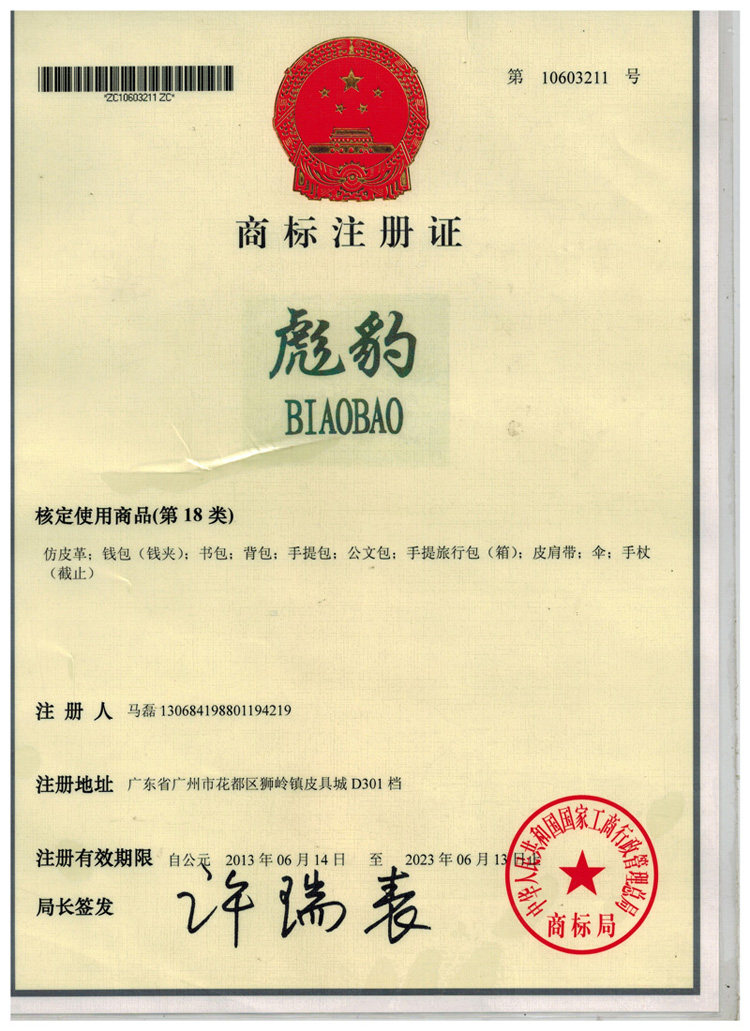 第 10603211 号
*ZC10603211 ZC*
商标注册证
彪豹
BIAOBAO
核定使用商品(第 18 类)
仿皮革；钱包（钱夹）；书包；背包；手提包；公文包；手提旅行包（箱）；皮肩带；伞；手杖
（截止）
注 册 人 马磊 130684198801194219
注册地址 广东省广州市花都区狮岭镇皮具城 D301 档
注册有效期限 自公元 2013 年 06 月 14 日 至 2023 年 06 月 13 日止
局长签发 许瑞表
中华人民共和国国家工商行政管理总局
商标局